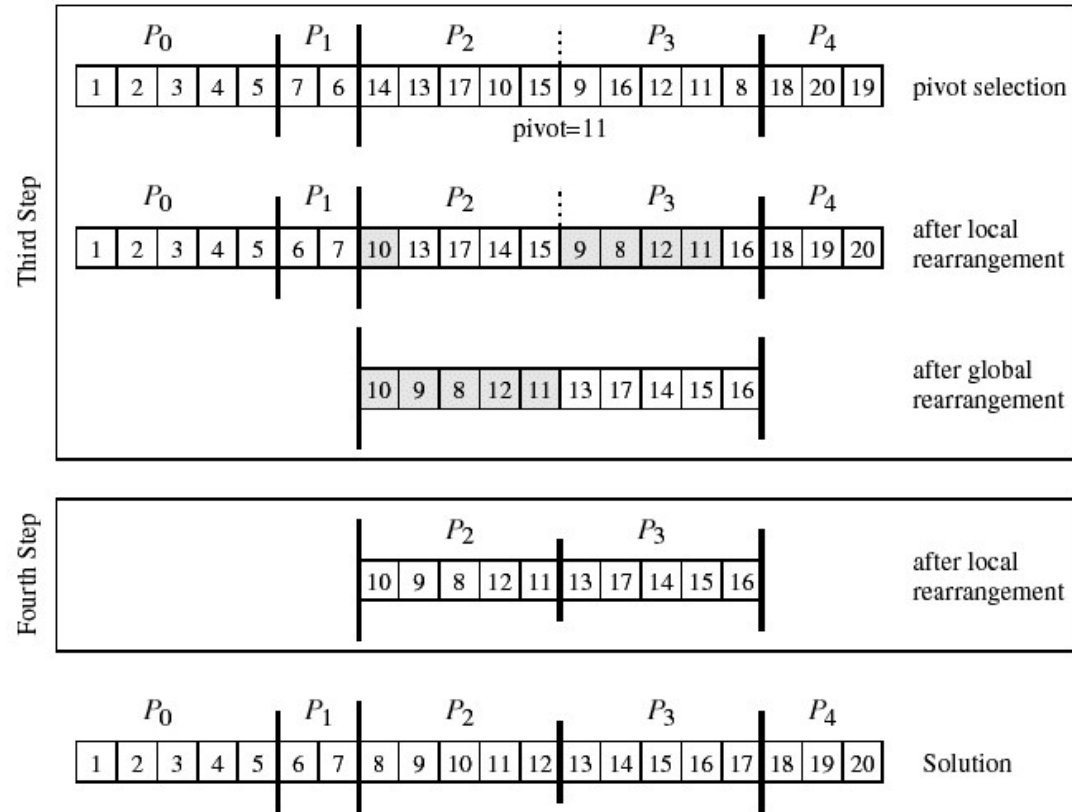 P0 P1 P2 P3 P4
1 2 3 4 5 7 6 14 13 17 10 15 9 16 12 11 8 18 20 19 pivot selection
pivot=11
Third Step
P0 P1 P2 P3 P4
1 2 3 4 5 6 7 10 13 17 14 15 9 8 12 11 16 18 19 20 after local
rearrangement
10 9 8 12 11 13 17 14 15 16 after global
rearrangement
Fourth Step
P2 P3
10 9 8 12 11 13 17 14 15 16 after local
rearrangement
P0 P1 P2 P3 P4
1 2 3 4 5 6 7 8 9 10 11 12 13 14 15 16 17 18 19 20 Solution